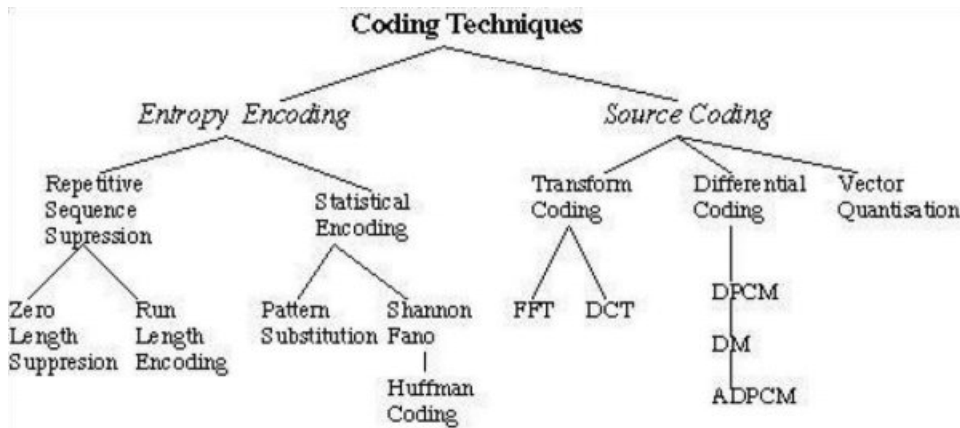 Coding Techniques
Entropy Encoding
Source Coding
Repetitive
Sequence
Supression
Statistical
Encoding
Transform
Coding
Differential
Coding
Vector
Quantisation
Zero
Length
Suppresion
Run
Length
Encoding
Pattern
Substitution
Shannon
Fano
Huffman
Coding
FFT
DCT
DPCM
DM
ADPCM